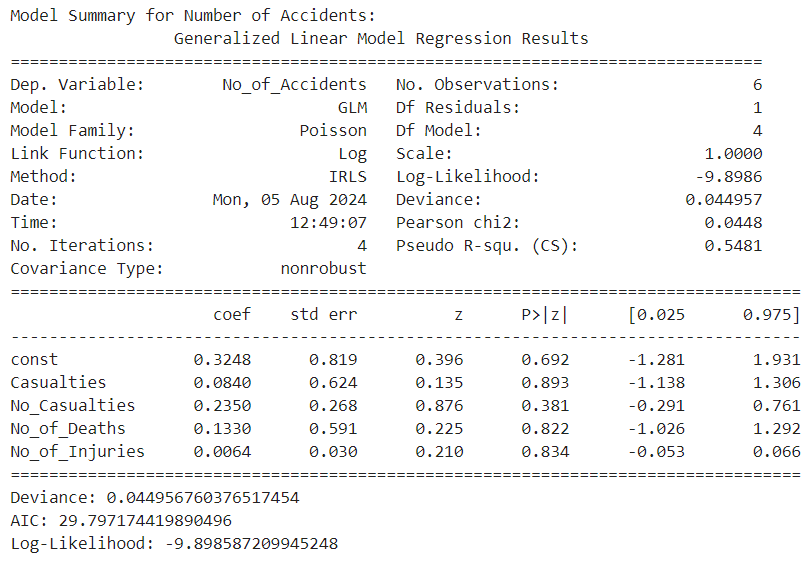 Model Summary for Number of Accidents:
                 Generalized Linear Model Regression Results
==============================================================================
Dep. Variable:        No_of_Accidents   No. Observations:                    6
Model:                            GLM   Df Residuals:                        1
Model Family:                 Poisson   Df Model:                            4
Link Function:                    Log   Scale:                          1.0000
Method:                          IRLS   Log-Likelihood:                -9.8986
Date:                Mon, 05 Aug 2024   Deviance:                     0.044957
Time:                        12:49:07   Pearson chi2:                   0.0448
No. Iterations:                     4   Pseudo R-squ. (CS):             0.5481
Covariance Type:            nonrobust
==================================================================================
                     coef    std err          z      P>|z|      [0.025      0.975]
----------------------------------------------------------------------------------
const              0.3248      0.819      0.396      0.692      -1.281       1.931
Casualties         0.0840      0.624      0.135      0.893      -1.138       1.306
No_Casualties      0.2350      0.268      0.876      0.381      -0.291       0.761
No_of_Deaths       0.1330      0.591      0.225      0.822      -1.026       1.292
No_of_Injuries     0.0064      0.030      0.210      0.834      -0.053       0.066
==================================================================================
Deviance: 0.044956760376517454
AIC: 29.797174419890496
Log-Likelihood: -9.898587209945248